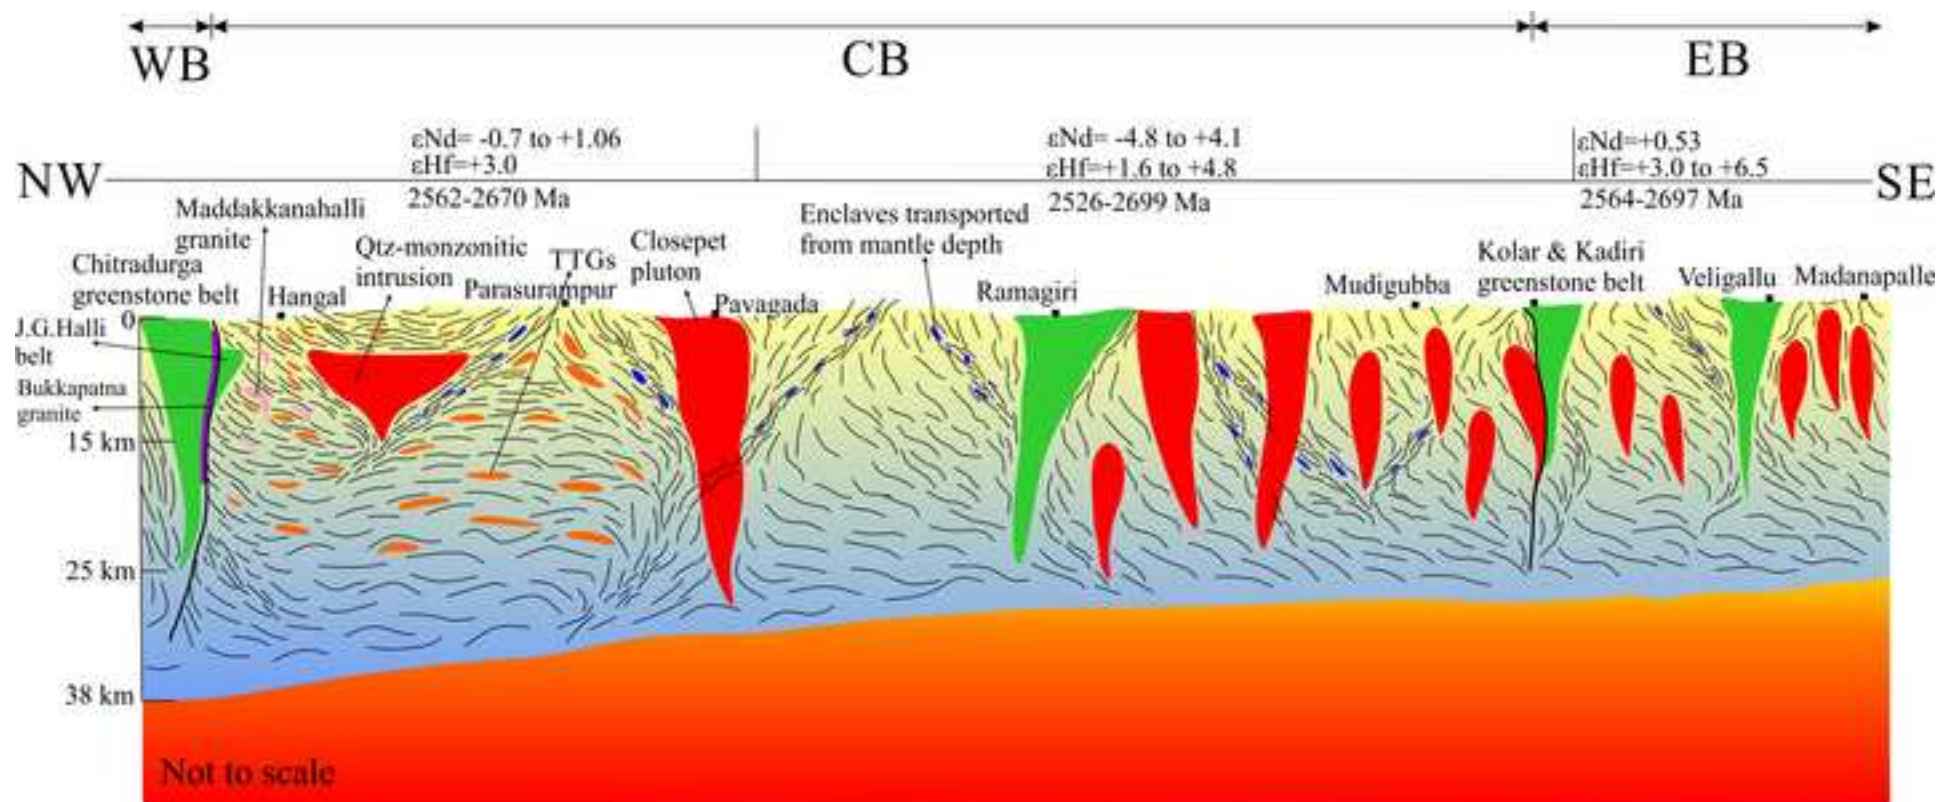 WB
CB
EB
εNd= -0.7 to +1.06
εHf=+3.0
2562-2670 Ma
εNd= -4.8 to +4.1
εHf=+1.6 to +4.8
2526-2699 Ma
εNd=+0.53
εHf=+3.0 to +6.5
2564-2697 Ma
NW
SE
Maddakkanahalli
granite
Qtz-monzonitic
intrusion
TTGs
Closepet
pluton
Enclaves transported
from mantle depth
Chitradurga
greenstone belt
Hangal
Parasurampur
Pavagada
Ramagiri
Mudigubba
Kolar & Kadiri
greenstone belt
Veligallu
Madanapalle
0
J.G.Halli
belt
Bukkapatna
granite
15 km
25 km
38 km
Not to scale